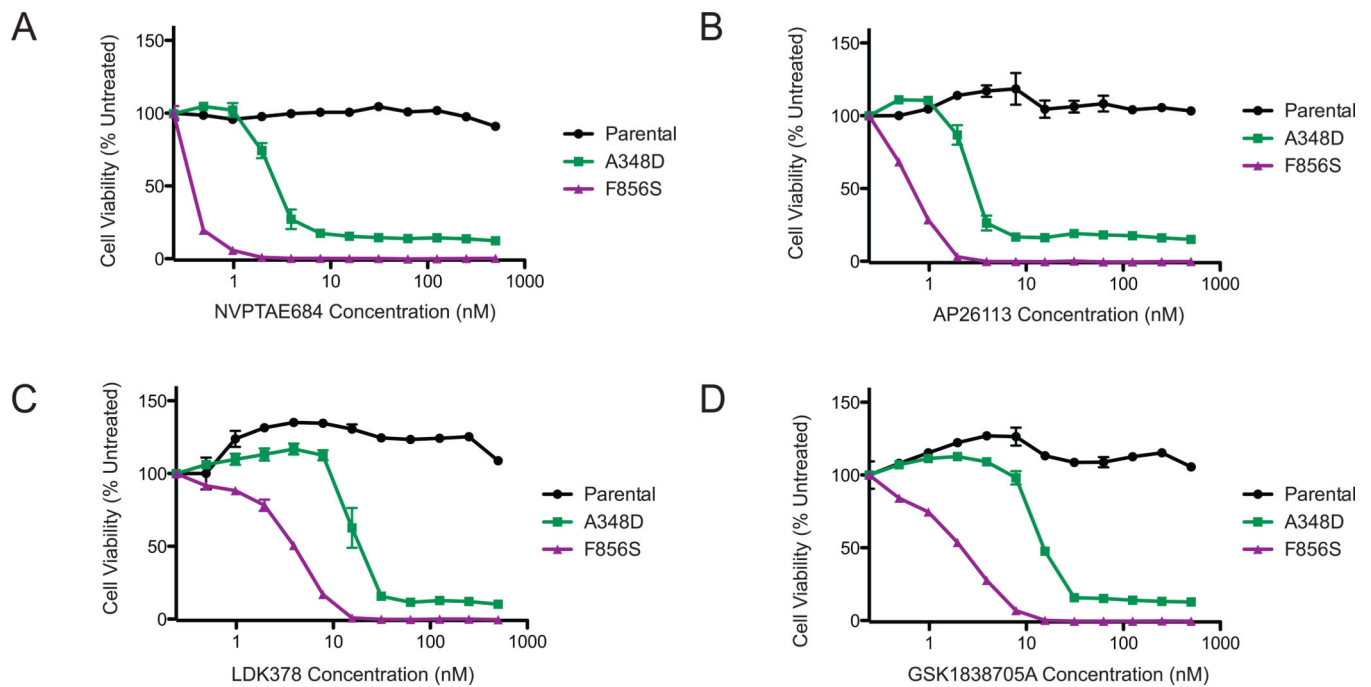 A
Cell Viability (% Untreated)
150
100
50
0
1
10
100
1000
NVPTAE684 Concentration (nM)
Parental
A348D
F856S
B
Cell Viability (% Untreated)
150
100
50
0
1
10
100
1000
AP26113 Concentration (nM)
Parental
A348D
F856S
C
Cell Viability (% Untreated)
150
100
50
0
1
10
100
1000
LDK378 Concentration (nM)
Parental
A348D
F856S
D
Cell Viability (% Untreated)
150
100
50
0
1
10
100
1000
GSK1838705A Concentration (nM)
Parental
A348D
F856S